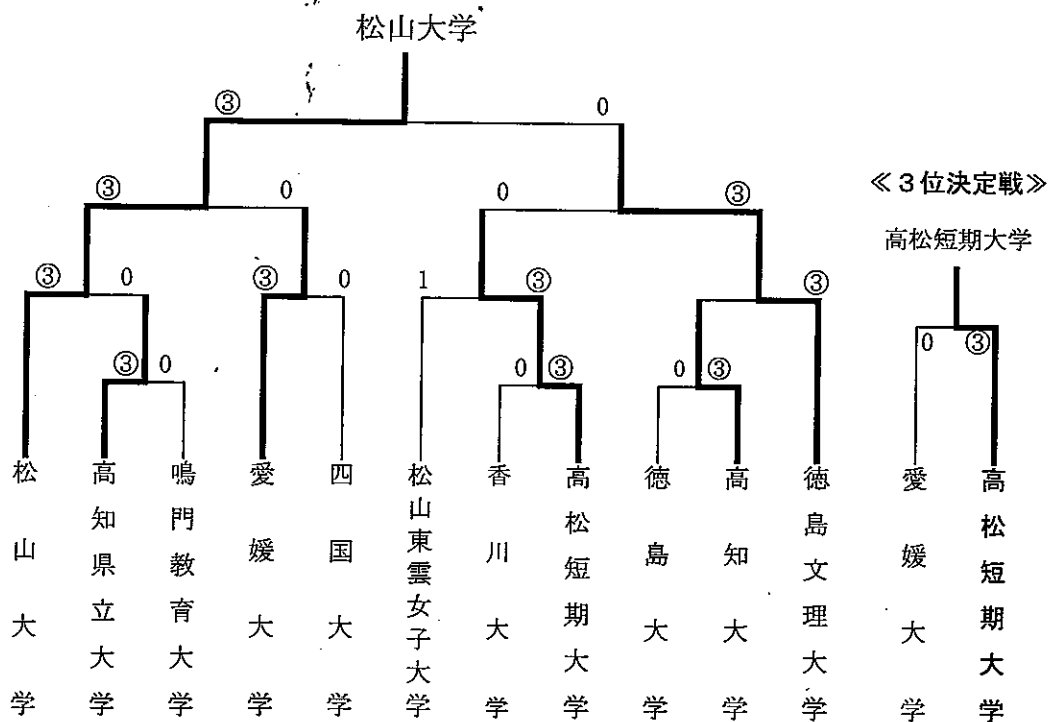 松山大学
③ 0
③ 0 0 ③
≪3位決定戦≫
高松短期大学
③ 0 ③ 0 1 ③ ③
③ 0 0 ③ 0 ③ 0 ③
松山大学
高知県立大学
鳴門教育大学
愛媛大学
四国大学
松山東雲女子大学
香川大学
高松短期大学
徳島大学
高知大学
徳島文理大学
愛媛大学
高松短期大学